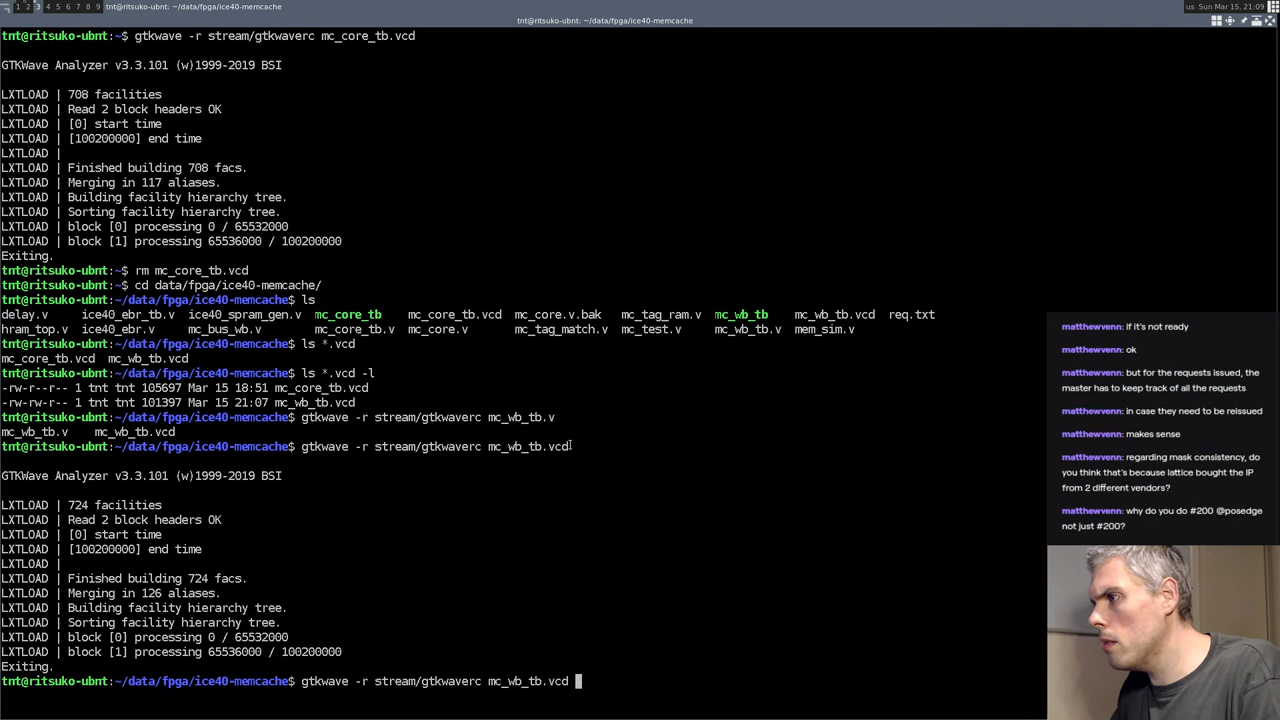 1 2 3 4 5 6 7 8 9 tnt@ritsuko-ubnt: ~/data/fpga/ice40-memcache
us Sun Mar 15, 21:09
tnt@ritsuko-ubnt: ~/data/fpga/ice40-memcache
tnt@ritsuko-ubnt:~$ gtkwave -r stream/gtkwaverc mc_core_tb.vcd
GTKWave Analyzer v3.3.101 (w)1999-2019 BSI
LXTLOAD | 708 facilities
LXTLOAD | Read 2 block headers OK
LXTLOAD | [0] start time
LXTLOAD | [100200000] end time
LXTLOAD |
LXTLOAD | Finished building 708 facs.
LXTLOAD | Merging in 117 aliases.
LXTLOAD | Building facility hierarchy tree.
LXTLOAD | Sorting facility hierarchy tree.
LXTLOAD | block [0] processing 0 / 65532000
LXTLOAD | block [1] processing 65536000 / 100200000
Exiting.
tnt@ritsuko-ubnt:~$ rm mc_core_tb.vcd
tnt@ritsuko-ubnt:~$ cd data/fpga/ice40-memcache/
tnt@ritsuko-ubnt:~/data/fpga/ice40-memcache$ ls
delay.v ice40_ebr_tb.v ice40_spram_gen.v mc_core_tb mc_core_tb.vcd mc_core.v.bak mc_tag_ram.v mc_wb_tb mc_wb_tb.vcd req.txt
hram_top.v ice40_ebr.v mc_bus_wb.v mc_core_tb.v mc_core.v mc_tag_match.v mc_test.v mc_wb_tb.v mem_sim.v
tnt@ritsuko-ubnt:~/data/fpga/ice40-memcache$ ls *.vcd
mc_core_tb.vcd mc_wb_tb.vcd
tnt@ritsuko-ubnt:~/data/fpga/ice40-memcache$ ls *.vcd -l
-rw-r--r-- 1 tnt tnt 105697 Mar 15 18:51 mc_core_tb.vcd
-rw-r--r-- 1 tnt tnt 101397 Mar 15 21:07 mc_wb_tb.vcd
tnt@ritsuko-ubnt:~/data/fpga/ice40-memcache$ gtkwave -r stream/gtkwaverc mc_wb_tb.v
mc_wb_tb.v mc_wb_tb.vcd
tnt@ritsuko-ubnt:~/data/fpga/ice40-memcache$ gtkwave -r stream/gtkwaverc mc_wb_tb.vcd
GTKWave Analyzer v3.3.101 (w)1999-2019 BSI
LXTLOAD | 724 facilities
LXTLOAD | Read 2 block headers OK
LXTLOAD | [0] start time
LXTLOAD | [100200000] end time
LXTLOAD |
LXTLOAD | Finished building 724 facs.
LXTLOAD | Merging in 126 aliases.
LXTLOAD | Building facility hierarchy tree.
LXTLOAD | Sorting facility hierarchy tree.
LXTLOAD | block [0] processing 0 / 65532000
LXTLOAD | block [1] processing 65536000 / 100200000
Exiting.
tnt@ritsuko-ubnt:~/data/fpga/ice40-memcache$ gtkwave -r stream/gtkwaverc mc_wb_tb.vcd
matthewvenn: if it's not ready
matthewvenn: ok
matthewvenn: but for the requests issued, the
master has to keep track of all the requests
matthewvenn: in case they need to be reissued
matthewvenn: makes sense
matthewvenn: regarding mask consistency, do
you think that's because lattice bought the IP
from 2 different vendors?
matthewvenn: why do you do #200 @posedge
not just #200?